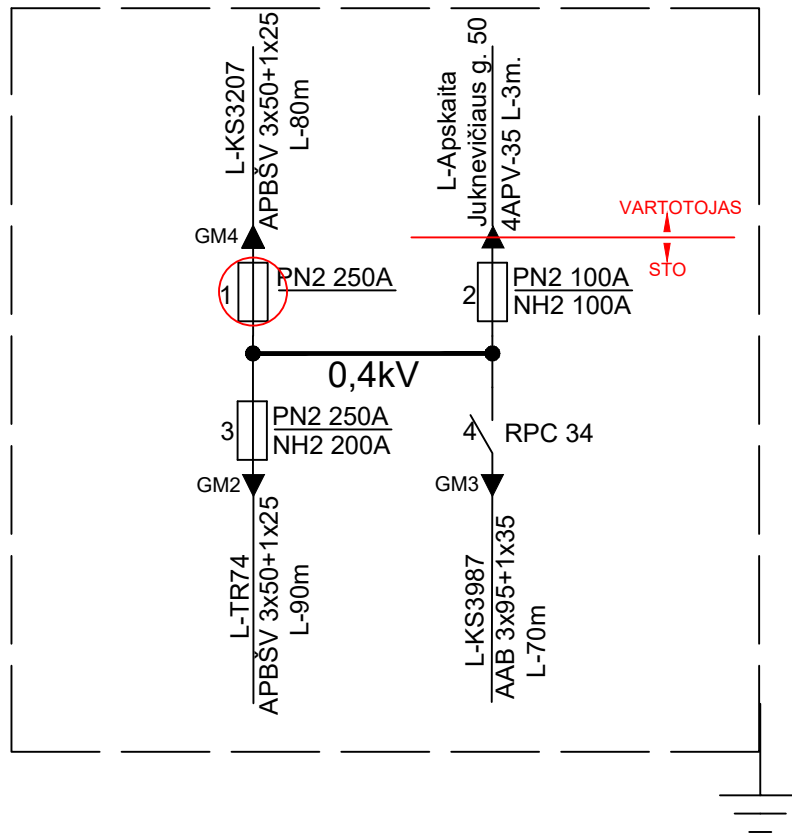 L-KS3207
APBŠV 3x50+1x25
L-80m
L-Apskaita
Juknevičiaus g. 50
4APV-35 L-3m.
VARTOTOJAS
STO
GM4
1
PN2 250A
2
PN2 100A
NH2 100A
0,4kV
3
PN2 250A
NH2 200A
4
RPC 34
GM2
GM3
L-TR74
APBŠV 3x50+1x25
L-90m
L-KS3987
AAB 3x95+1x35
L-70m